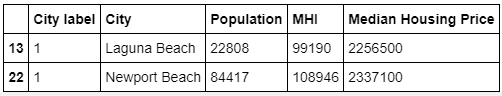 City label City Population MHI Median Housing Price
13 1 Laguna Beach 22808 99190 2256500
22 1 Newport Beach 84417 108946 2337100